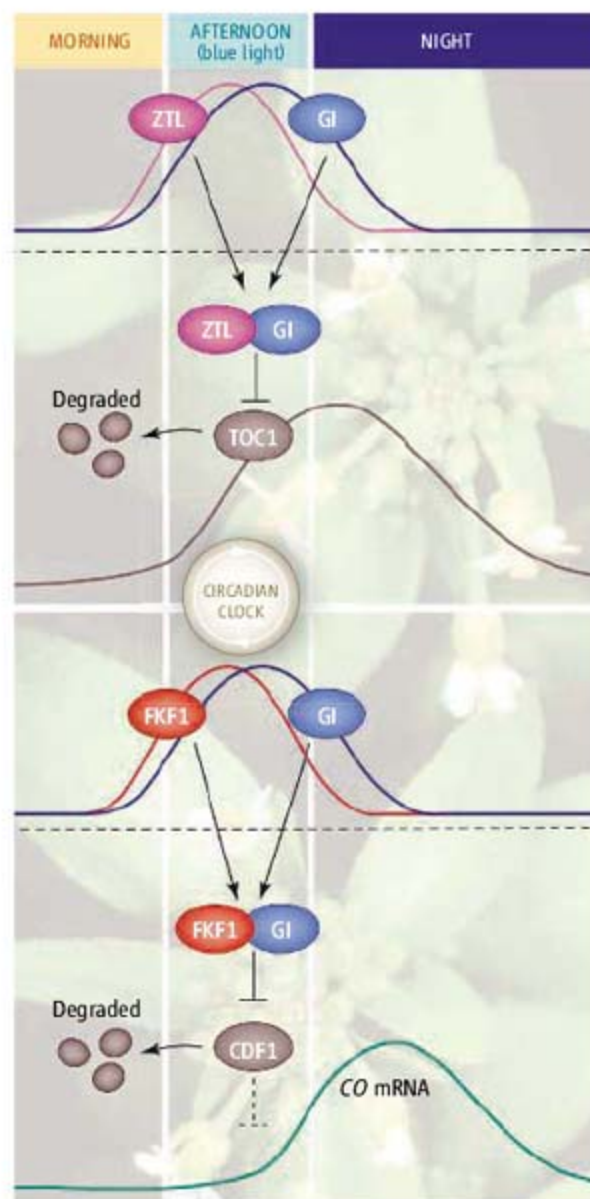 MORNING
AFTERNOON
(blue light)
NIGHT
ZTL
GI
ZTL
GI
Degraded
TOC1
CIRCADIAN
CLOCK
FKF1
GI
FKF1
GI
Degraded
CDF1
CO mRNA